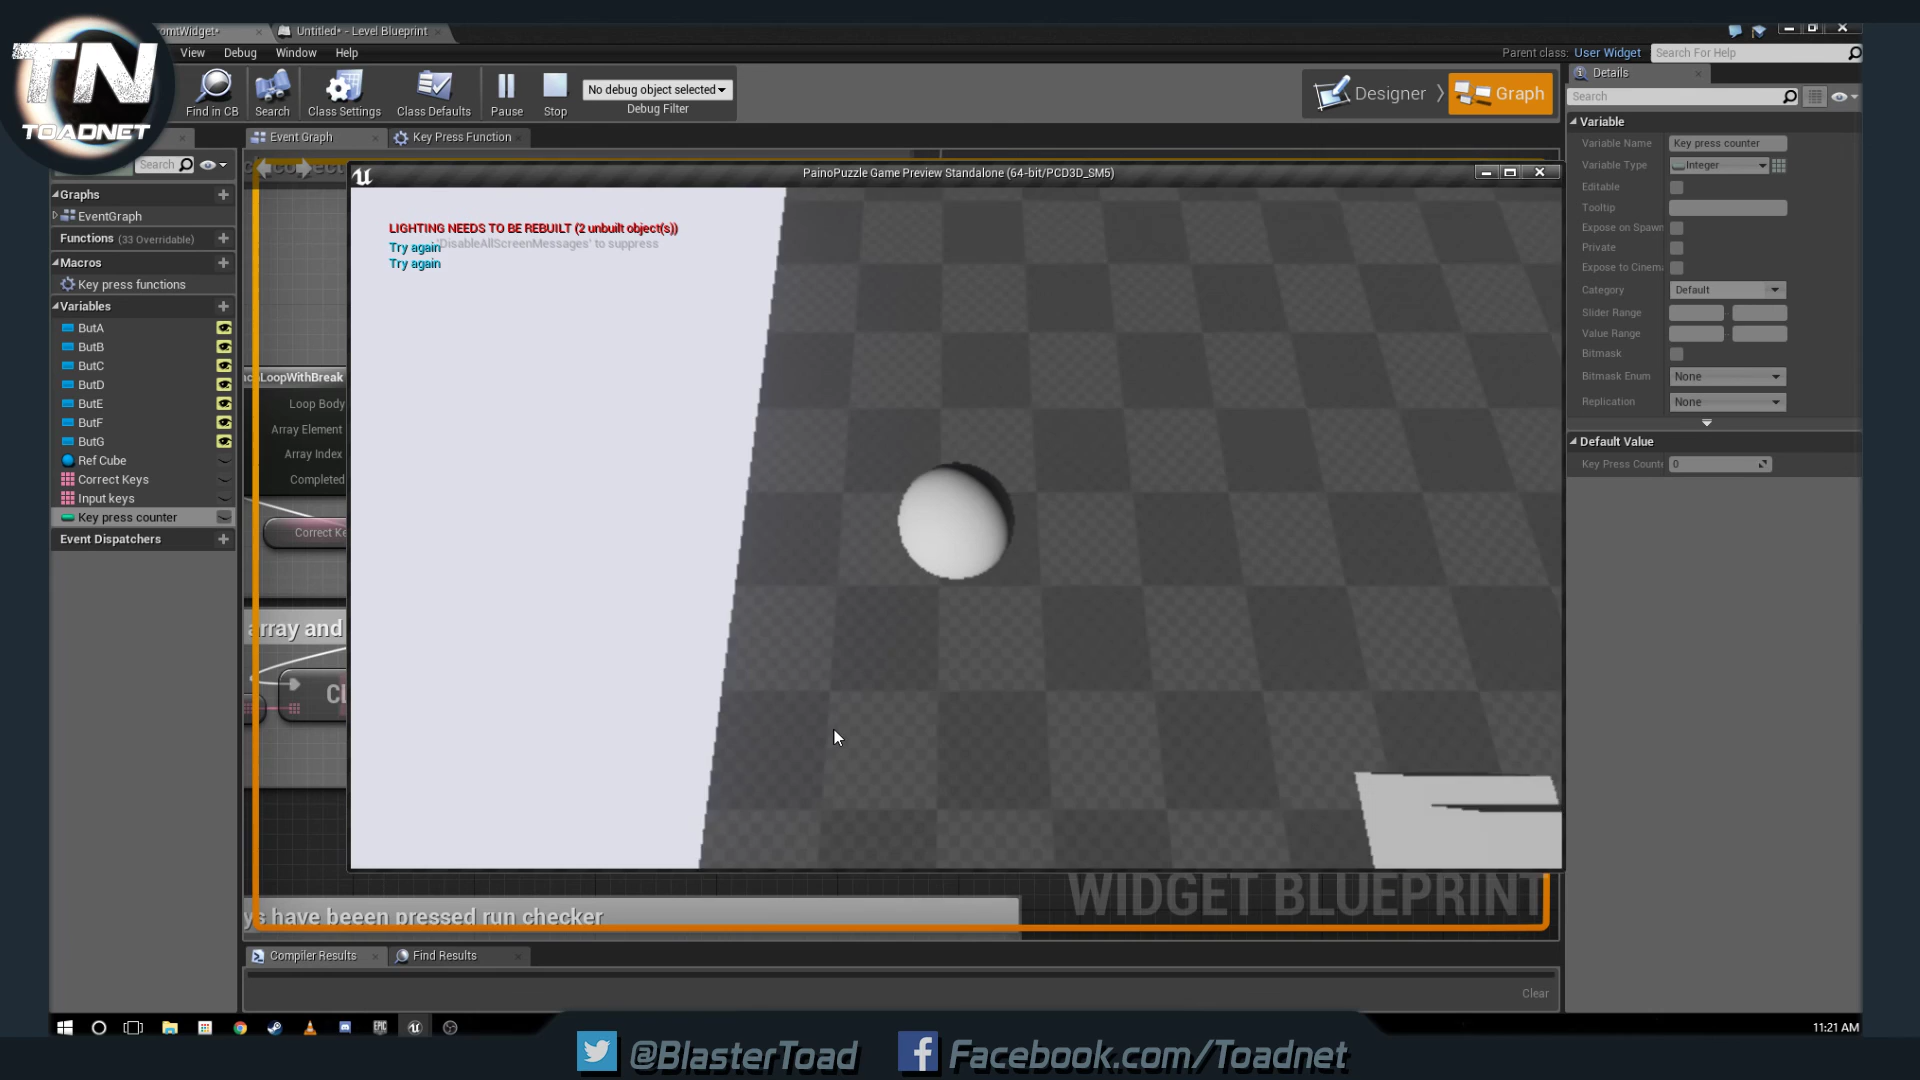 omtWidget*
Untitled* - Level Blueprint
TN
TOADNET
View
Debug
Window
Help
Parent class: User Widget
Search For Help
Find in CB
Search
Class Settings
Class Defaults
Pause
Stop
No debug object selected
Debug Filter
Designer
Graph
Details
Search
Event Graph
Key Press Function
Search
Graphs
EventGraph
Functions (33 Overridable)
Macros
Key press functions
Variables
ButA
ButB
ButC
ButD
ButE
ButF
ButG
Ref Cube
Correct Keys
Input keys
Key press counter
Event Dispatchers
PainoPuzzle Game Preview Standalone (64-bit/PCD3D_SM5)
LIGHTING NEEDS TO BE REBUILT (2 unbuilt object(s))
Try again
'DisableAllScreenMessages' to suppress
Try again
LoopWithBreak
Loop Body
Array Element
Array Index
Completed
Correct Ke
array and
CL
ys have beeen pressed run checker
WIDGET BLUEPRINT
Variable
Variable Name
Key press counter
Variable Type
Integer
Editable
Tooltip
Expose on Spawn
Private
Expose to Cinema
Category
Default
Slider Range
Value Range
Bitmask
Bitmask Enum
None
Replication
None
Default Value
Key Press Counte
0
Compiler Results
Find Results
Clear
EPIC
11:21 AM
@BlasterToad
Facebook.com/Toadnet